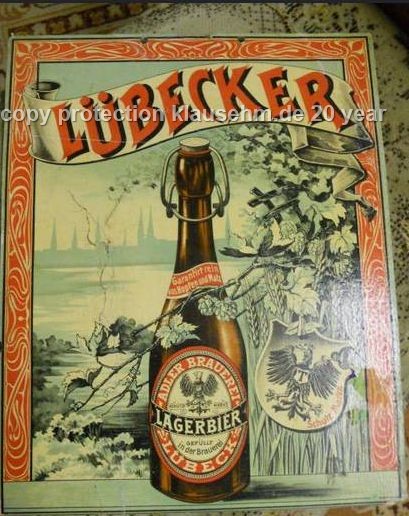 LÜBECKER
copy protection klausehm.de 20 year
Garantirt rein
aus Hopfen und Malz
ADLER BRAUEREI
LAGERBIER
GEFÜLLT
in der Brauerei
LÜBECK